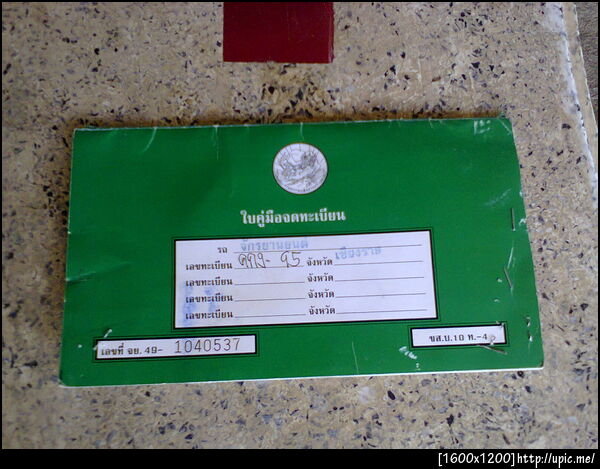 ใบคู่มือจดทะเบียน
รถ จักรยานยนต์
เลขทะเบียน - 95 จังหวัด เชียงราย
เลขทะเบียน จังหวัด
เลขทะเบียน จังหวัด
เลขทะเบียน จังหวัด
เลขที่ จย. 49- 1040537
ขส.บ.10 ท.-4
[1600x1200]http://upic.me/